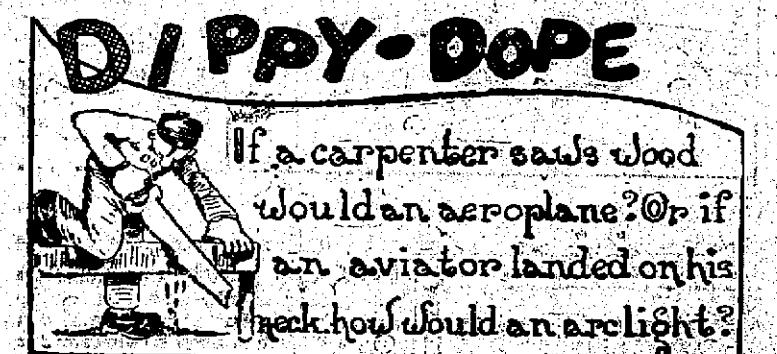 DIPPY-DOPE
If a carpenter saws wood
would an aeroplane? Or if
an aviator landed on his
neck how would an arclight?